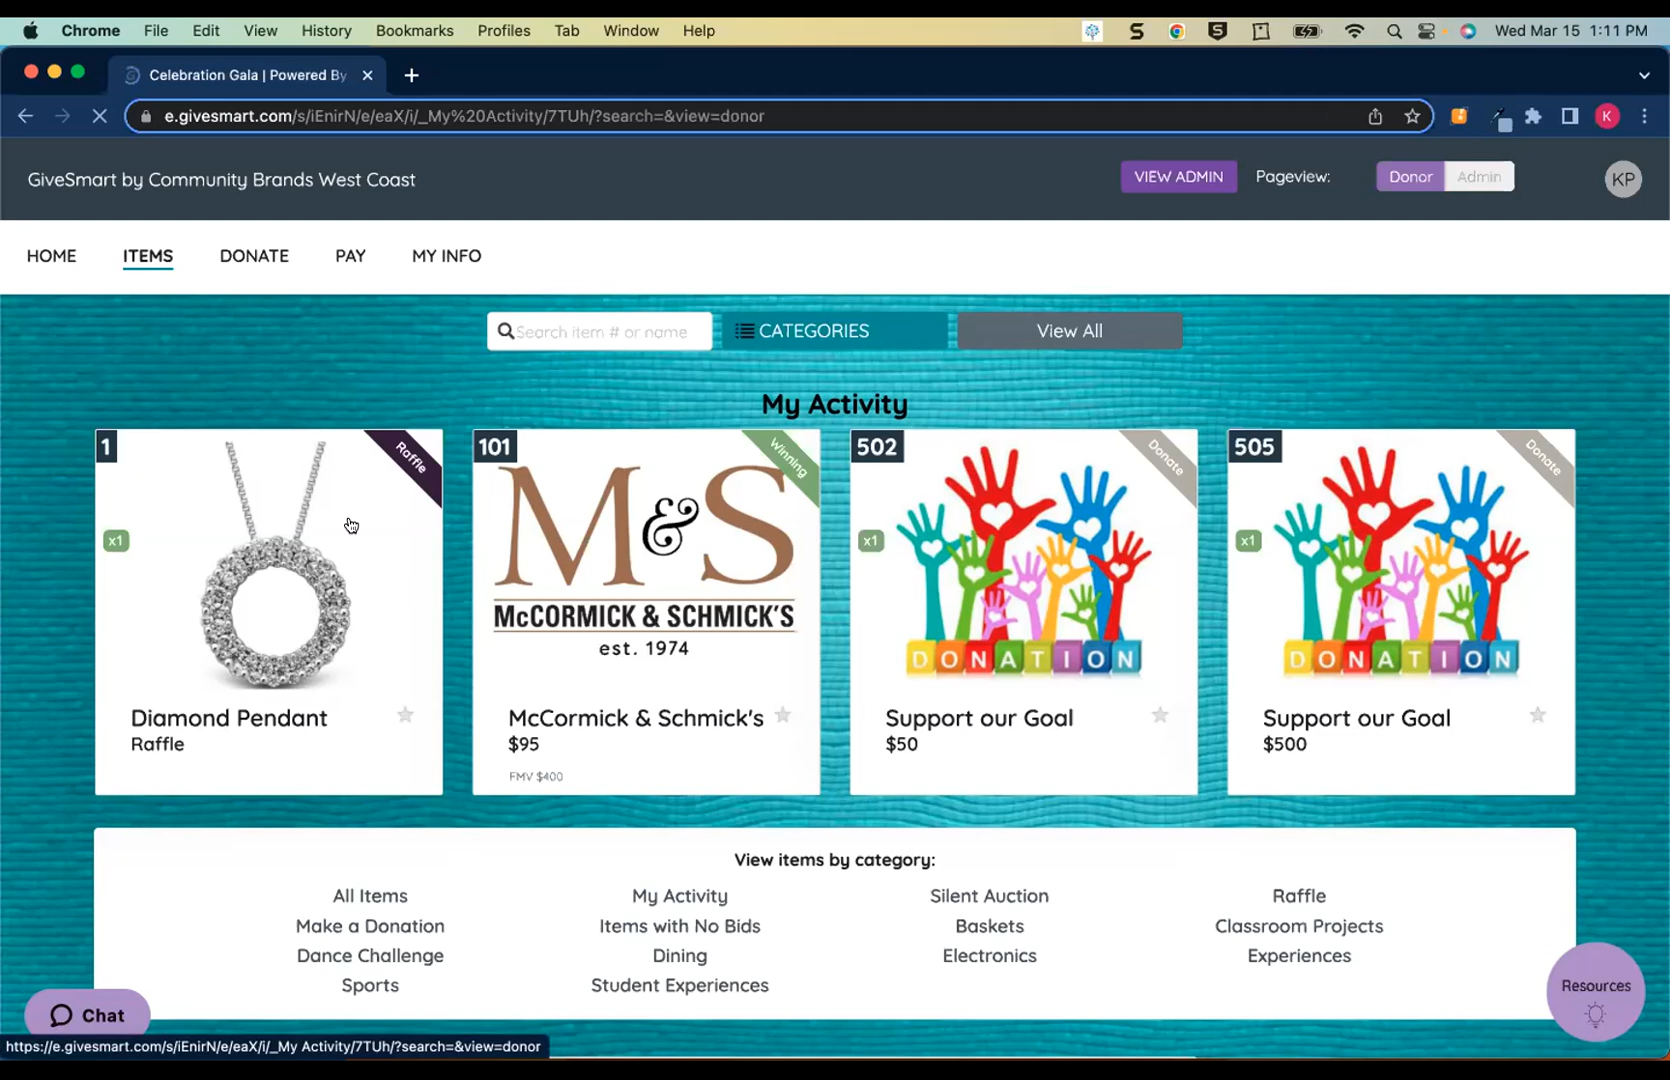 Chrome File Edit View History Bookmarks Profiles Tab Window Help Wed Mar 15 1:11 PM
Celebration Gala | Powered By
e.givesmart.com/s/iEnirN/e/eaX/i/_My%20Activity/7TUh/?search=&view=donor
K
GiveSmart by Community Brands West Coast
VIEW ADMIN Pageview: Donor Admin KP
HOME ITEMS DONATE PAY MY INFO
Search item # or name CATEGORIES View All
My Activity
1 Raffle
x1
Diamond Pendant
Raffle
101 Winning
M&S
McCORMICK & SCHMICK'S
est. 1974
McCormick & Schmick's
$95
FMV $400
502 Donate
x1
DONATION
Support our Goal
$50
505 Donate
x1
DONATION
Support our Goal
$500
View items by category:
All Items My Activity Silent Auction Raffle
Make a Donation Items with No Bids Baskets Classroom Projects
Dance Challenge Dining Electronics Experiences
Sports Student Experiences
Resources
Chat
https://e.givesmart.com/s/iEnirN/e/eaX/i/_My Activity/7TUh/?search=&view=donor